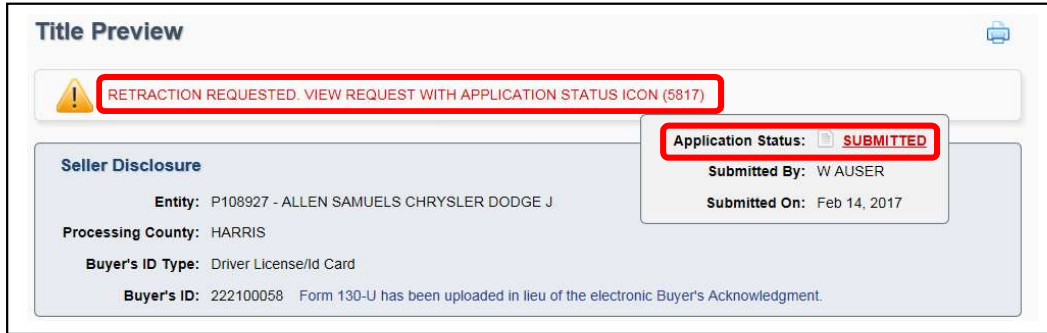 Title Preview
RETRACTION REQUESTED. VIEW REQUEST WITH APPLICATION STATUS ICON (5817)
Application Status: SUBMITTED
Submitted By: W AUSER
Submitted On: Feb 14, 2017
Seller Disclosure
Entity: P108927 - ALLEN SAMUELS CHRYSLER DODGE J
Processing County: HARRIS
Buyer's ID Type: Driver License/Id Card
Buyer's ID: 222100058 Form 130-U has been uploaded in lieu of the electronic Buyer's Acknowledgment.